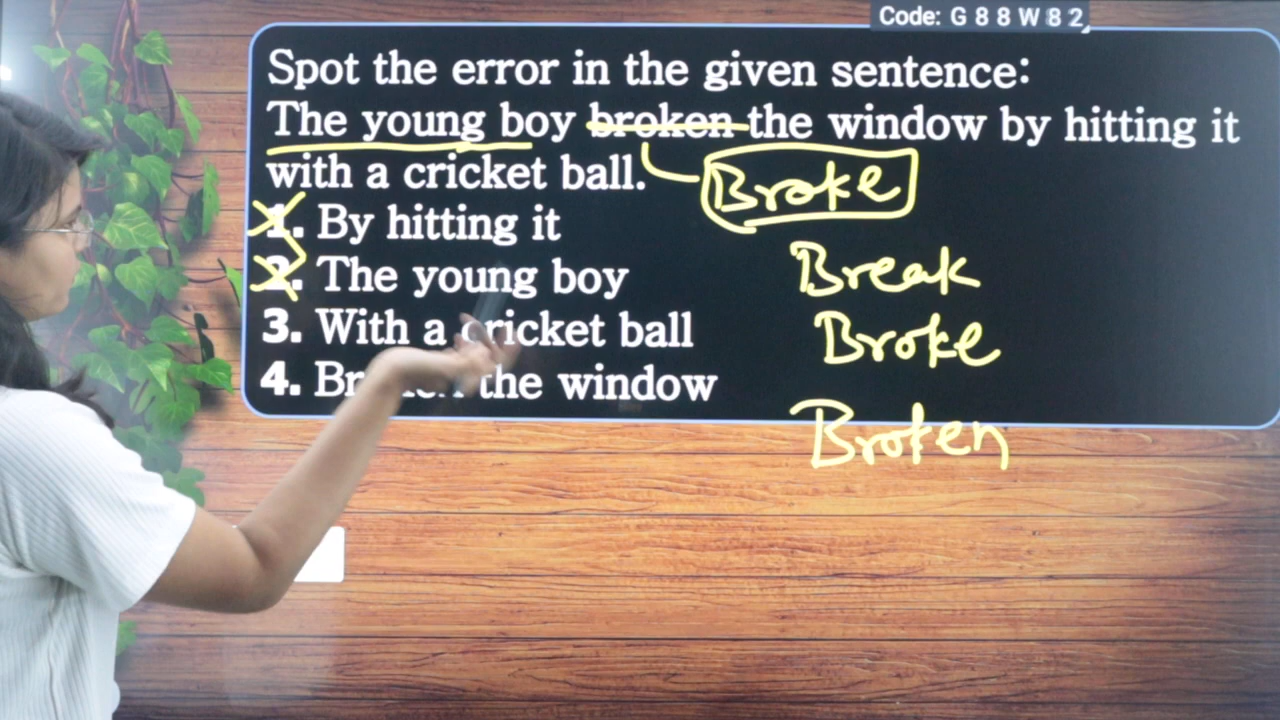 Code: G 8 8 W 8 2
Spot the error in the given sentence:
The young boy broken the window by hitting it
with a cricket ball.
Broke
1. By hitting it
2. The young boy
3. With a cricket ball
4. the window
Break
Broke
Broken